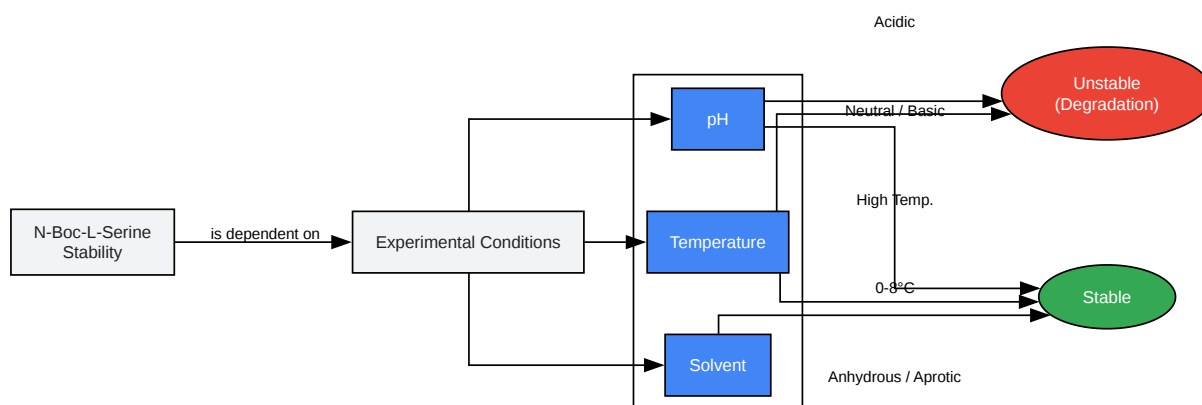 Acidic
Unstable
(Degradation)
pH
Neutral / Basic
High Temp.
N-Boc-L-Serine
Stability
is dependent on
Experimental Conditions
Temperature
0-8°C
Stable
Solvent
Anhydrous / Aprotic